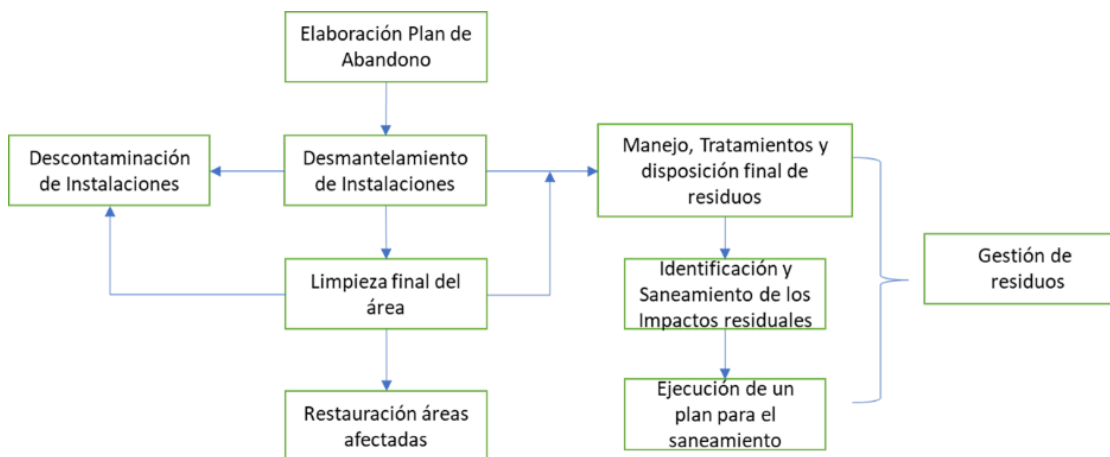 Elaboración Plan de
Abandono
Descontaminación
de Instalaciones
Desmantelamiento
de Instalaciones
Manejo, Tratamientos y
disposición final de
residuos
Limpieza final del
área
Identificación y
Saneamiento de los
Impactos residuales
Gestión de
residuos
Restauración áreas
afectadas
Ejecución de un
plan para el
saneamiento